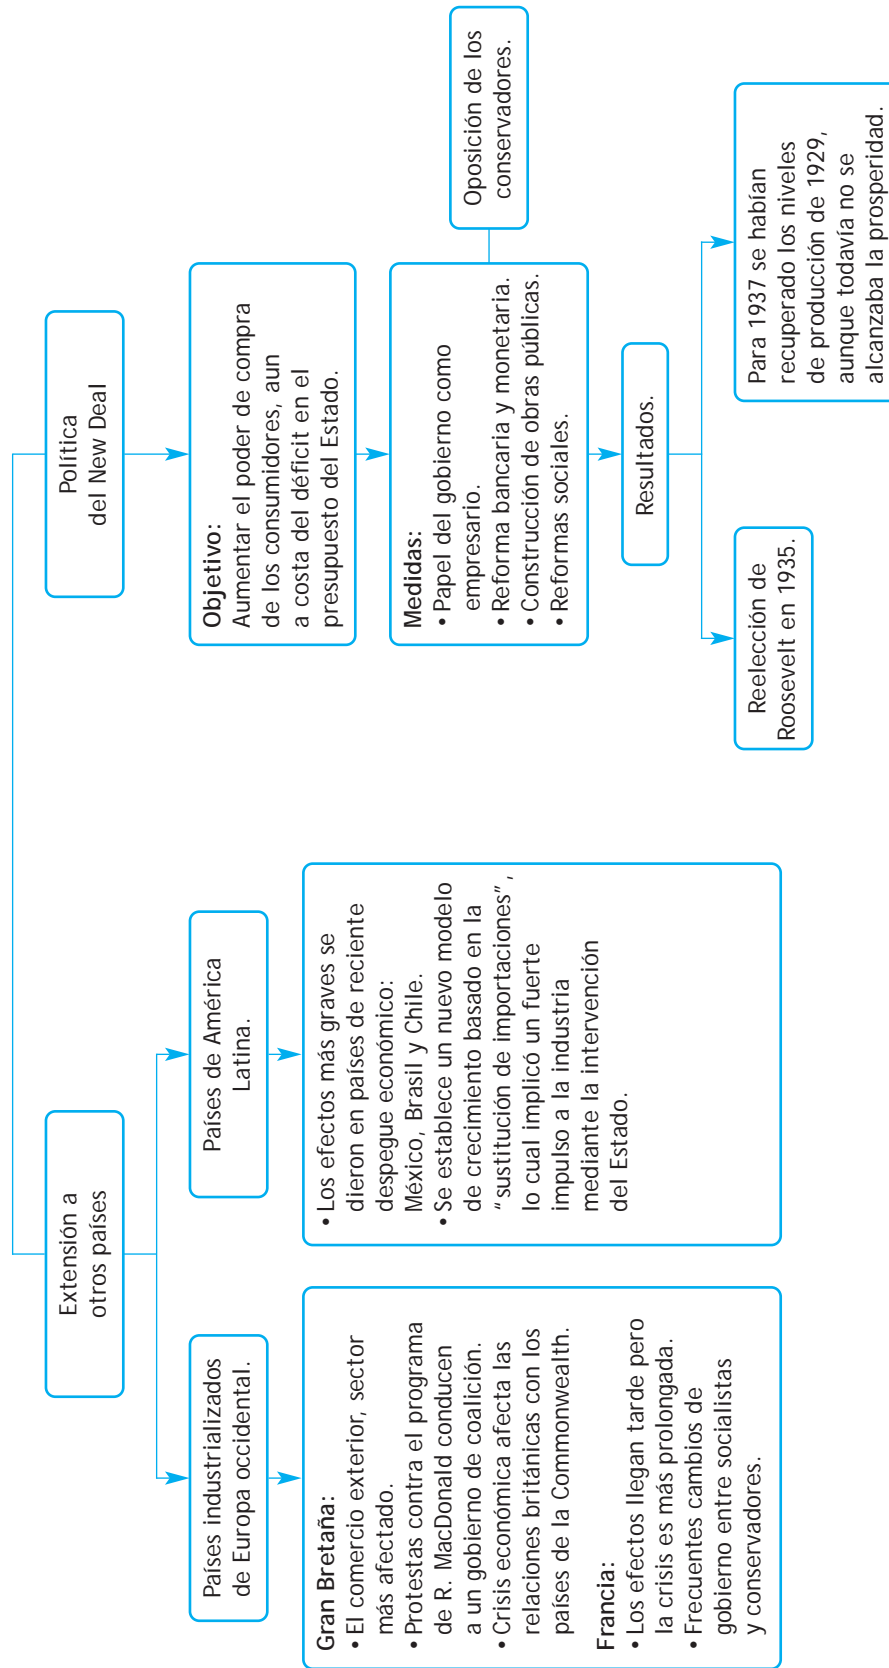 Extensión a
otros países
Política
del New Deal
Países industrializados
de Europa occidental.
Países de América
Latina.
Gran Bretaña:
• El comercio exterior, sector
más afectado.
• Protestas contra el programa
de R. MacDonald conducen
a un gobierno de coalición.
• Crisis económica afecta las
relaciones británicas con los
países de la Commonwealth.
Francia:
• Los efectos llegan tarde pero
la crisis es más prolongada.
• Frecuentes cambios de
gobierno entre socialistas
y conservadores.
• Los efectos más graves se
dieron en países de reciente
despegue económico:
México, Brasil y Chile.
• Se establece un nuevo modelo
de crecimiento basado en la
“sustitución de importaciones”,
lo cual implicó un fuerte
impulso a la industria
mediante la intervención
del Estado.
Objetivo:
Aumentar el poder de compra
de los consumidores, aun
a costa del déficit en el
presupuesto del Estado.
Medidas:
• Papel del gobierno como
empresario.
• Reforma bancaria y monetaria.
• Construcción de obras públicas.
• Reformas sociales.
Oposición de los
conservadores.
Resultados.
Reelección de
Roosevelt en 1935.
Para 1937 se habían
recuperado los niveles
de producción de 1929,
aunque todavía no se
alcanzaba la prosperidad.